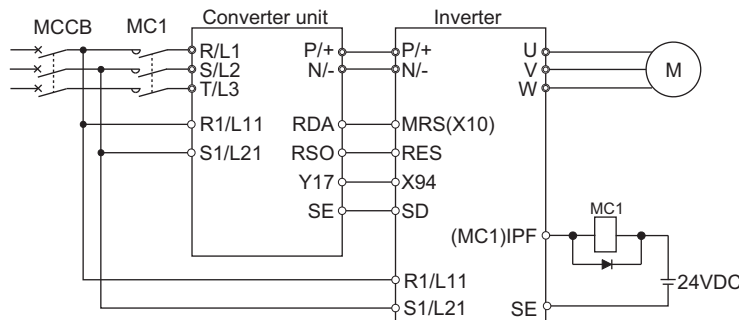 Converter unit
Inverter
MCCB
MC1
R/L1
P/+
P/+
U
S/L2
N/-
N/-
V
M
T/L3
W
R1/L11
RDA
MRS(X10)
S1/L21
RSO
RES
Y17
X94
MC1
SE
SD
(MC1)IPF
R1/L11
24VDC
S1/L21
SE